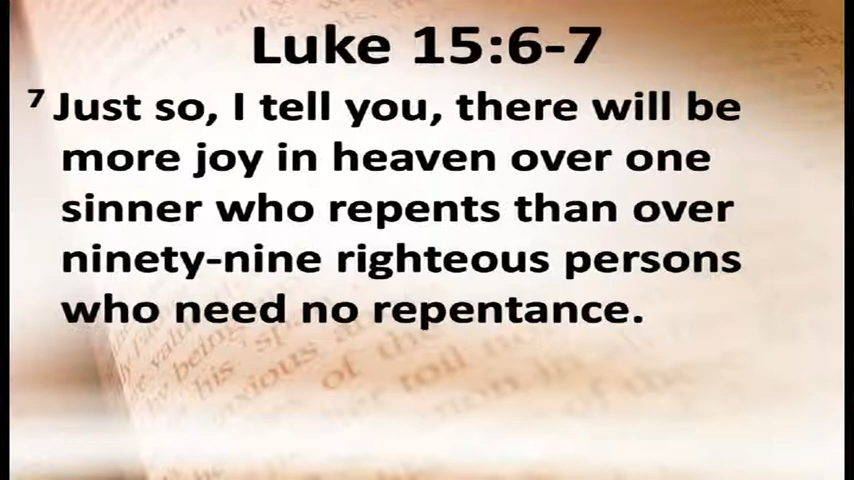 Luke 15:6-7
7 Just so, I tell you, there will be
more joy in heaven over one
sinner who repents than over
ninety-nine righteous persons
who need no repentance.